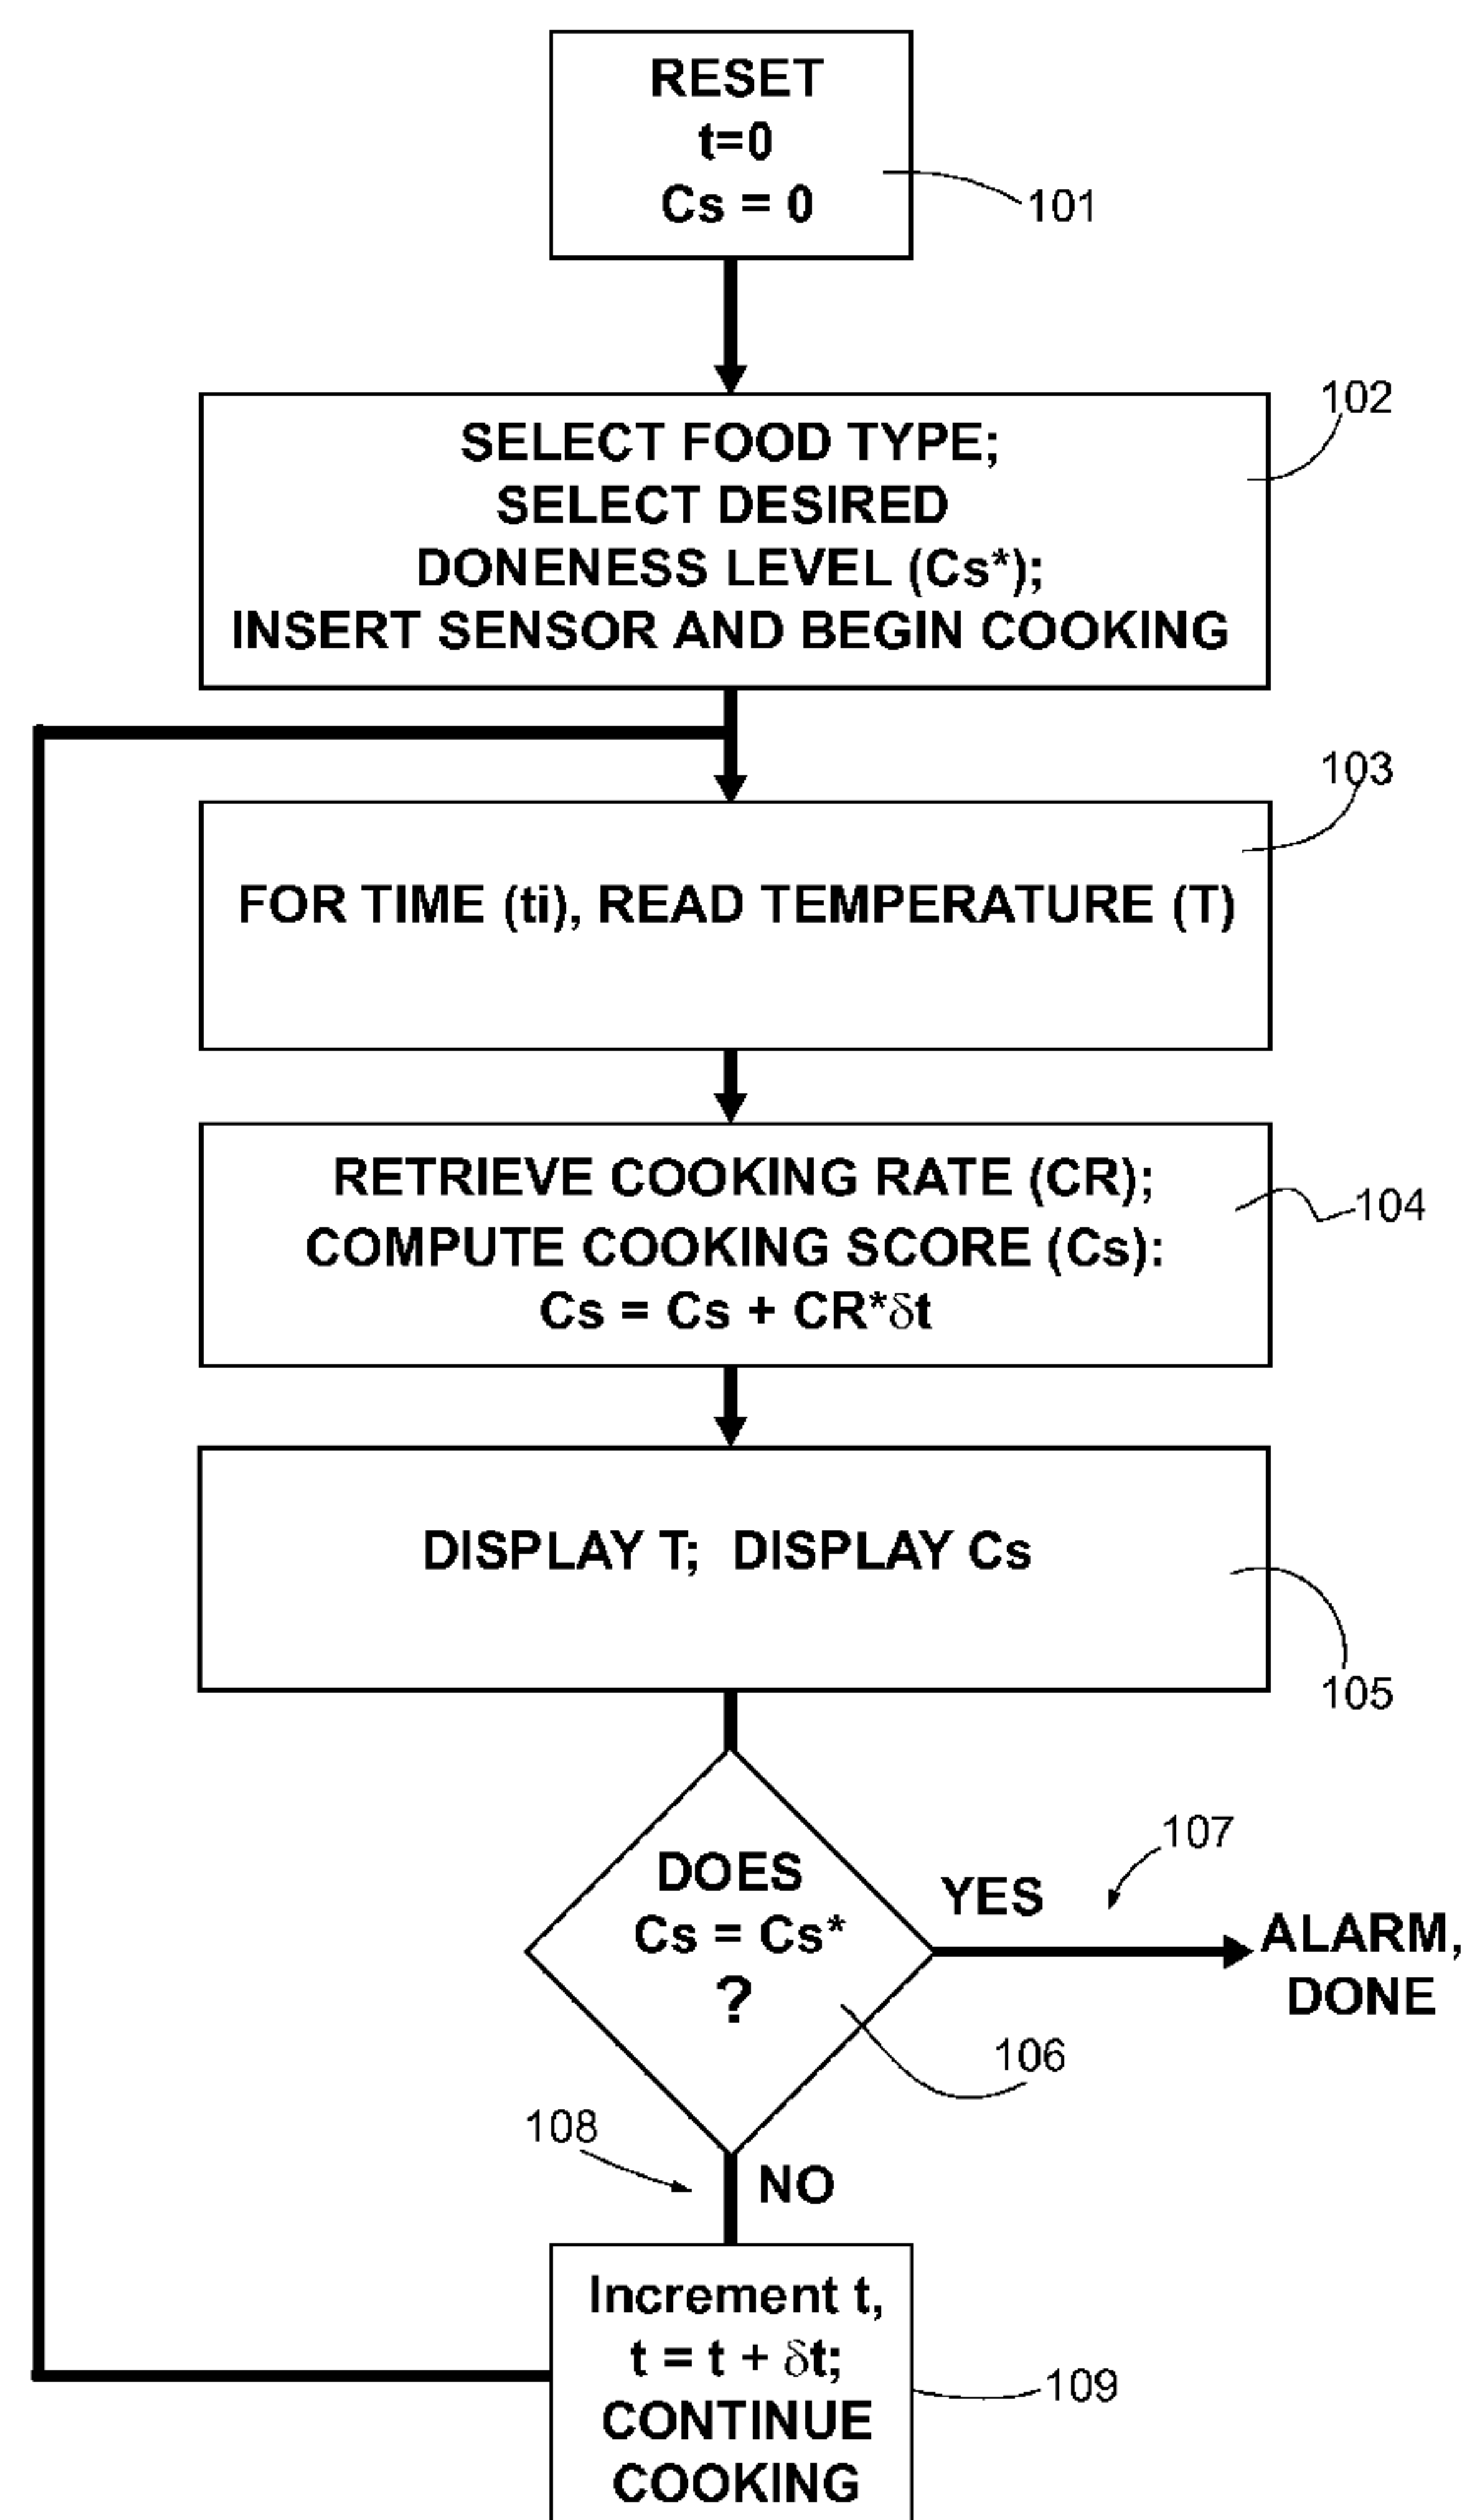 RESET
t=0
Cs = 0
101
102
SELECT FOOD TYPE;
SELECT DESIRED
DONENESS LEVEL (Cs*);
INSERT SENSOR AND BEGIN COOKING
103
FOR TIME (ti), READ TEMPERATURE (T)
RETRIEVE COOKING RATE (CR);
COMPUTE COOKING SCORE (Cs):
Cs = Cs + CR*δt
104
DISPLAY T; DISPLAY Cs
105
DOES
Cs = Cs*
?
YES
107
ALARM,
DONE
106
108
NO
Increment t,
t = t + δt;
CONTINUE
COOKING
109